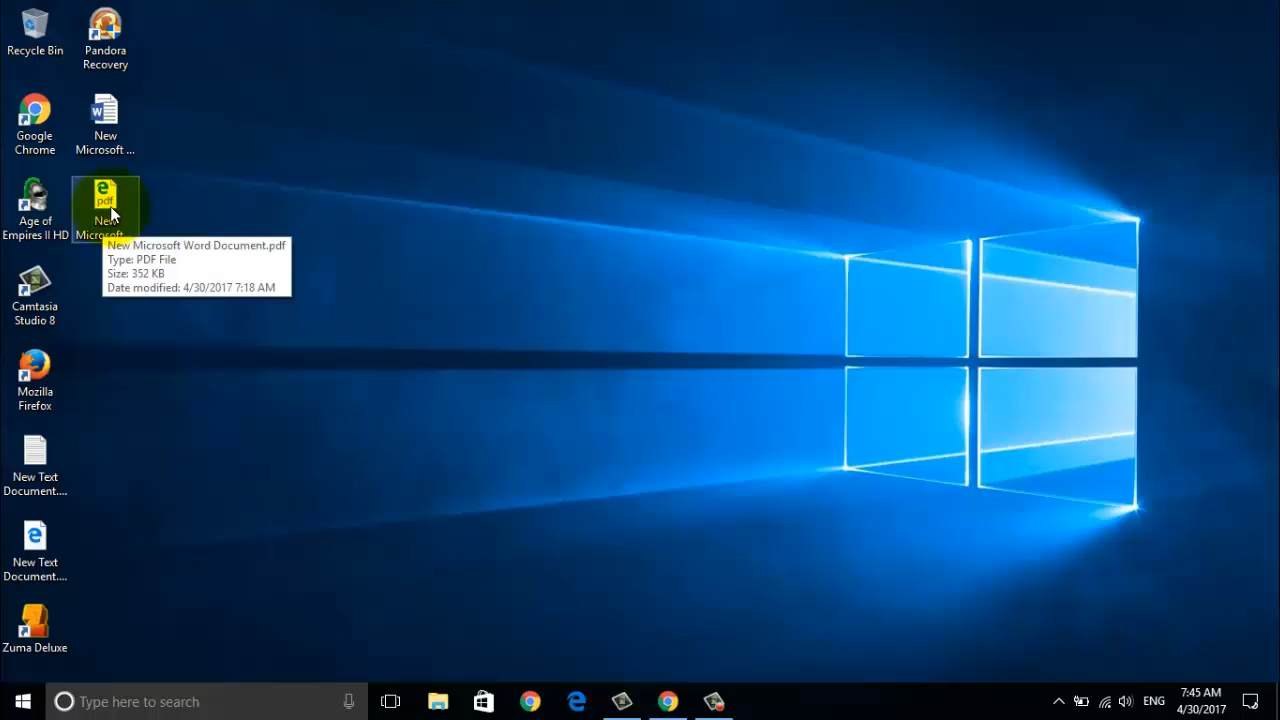 Recycle Bin
Pandora
Recovery
Google
Chrome
New
Microsoft ...
Age of
Empires II HD
pdf
New
Microsoft...
New Microsoft Word Document.pdf
Type: PDF File
Size: 352 KB
Date modified: 4/30/2017 7:18 AM
Camtasia
Studio 8
Mozilla
Firefox
New Text
Document....
New Text
Document....
Zuma Deluxe
Type here to search
ENG
7:45 AM
4/30/2017